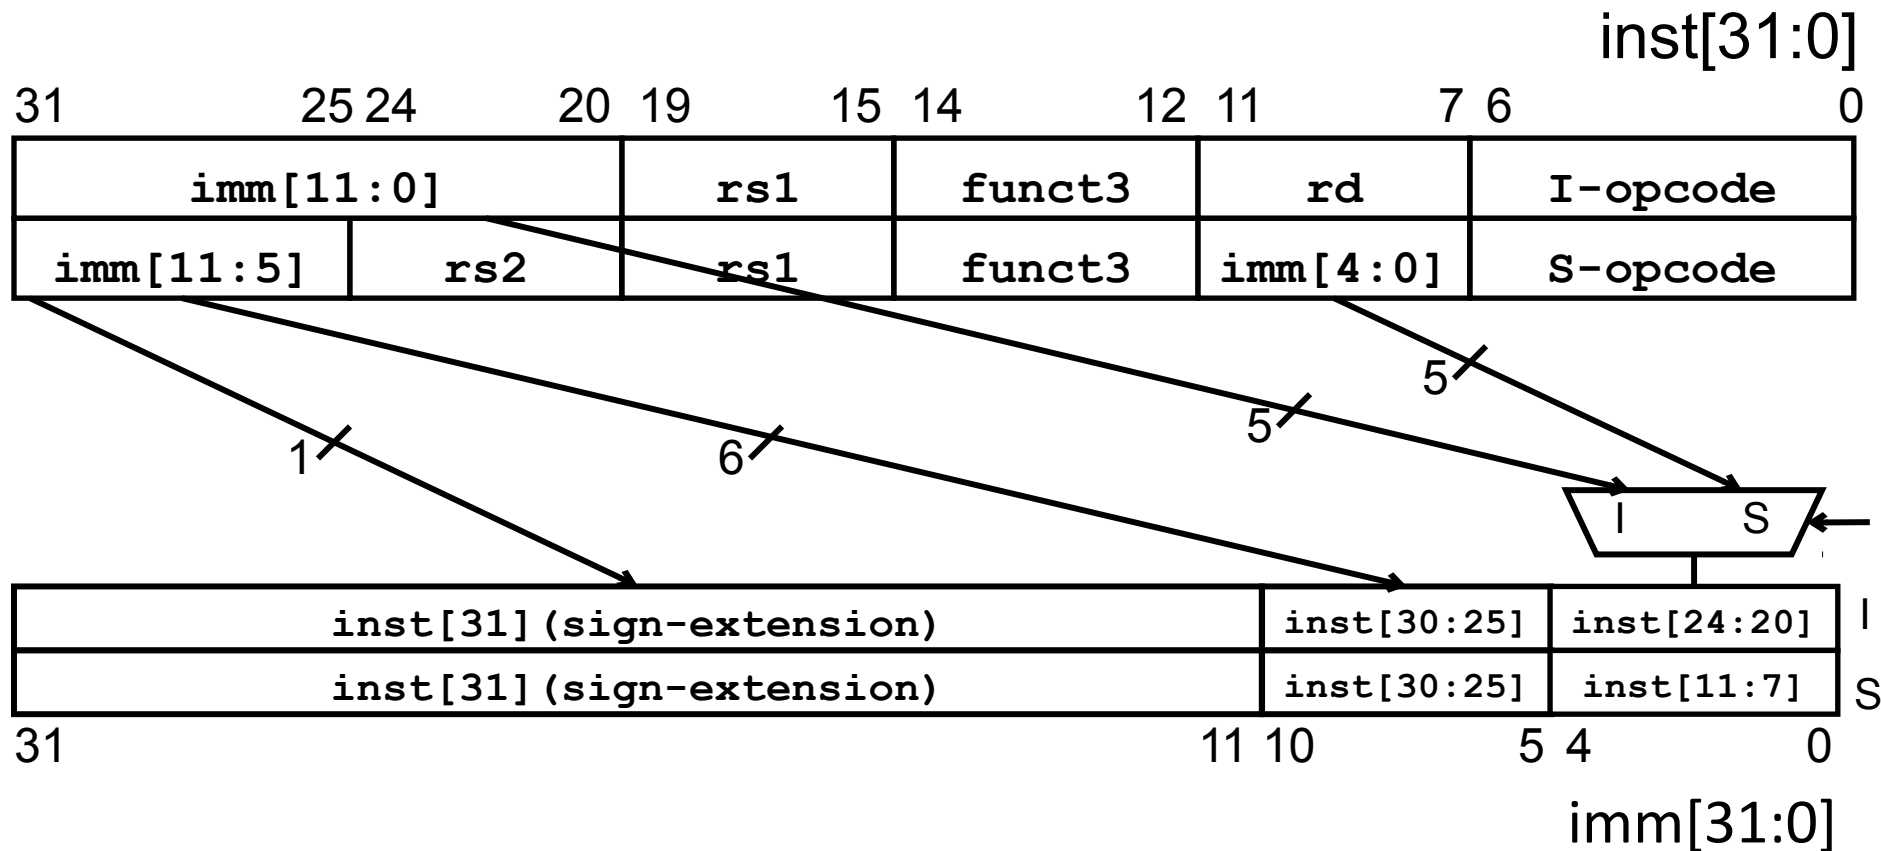 inst[31:0]
31 25 24 20 19 15 14 12 11 7 6 0
imm[11:0] rs1 funct3 rd I-opcode
imm[11:5] rs2 rs1 funct3 imm[4:0] S-opcode
5
5
1 6
I S
inst[31](sign-extension) inst[30:25] inst[24:20] I
inst[31](sign-extension) inst[30:25] inst[11:7] S
31 11 10 5 4 0
imm[31:0]